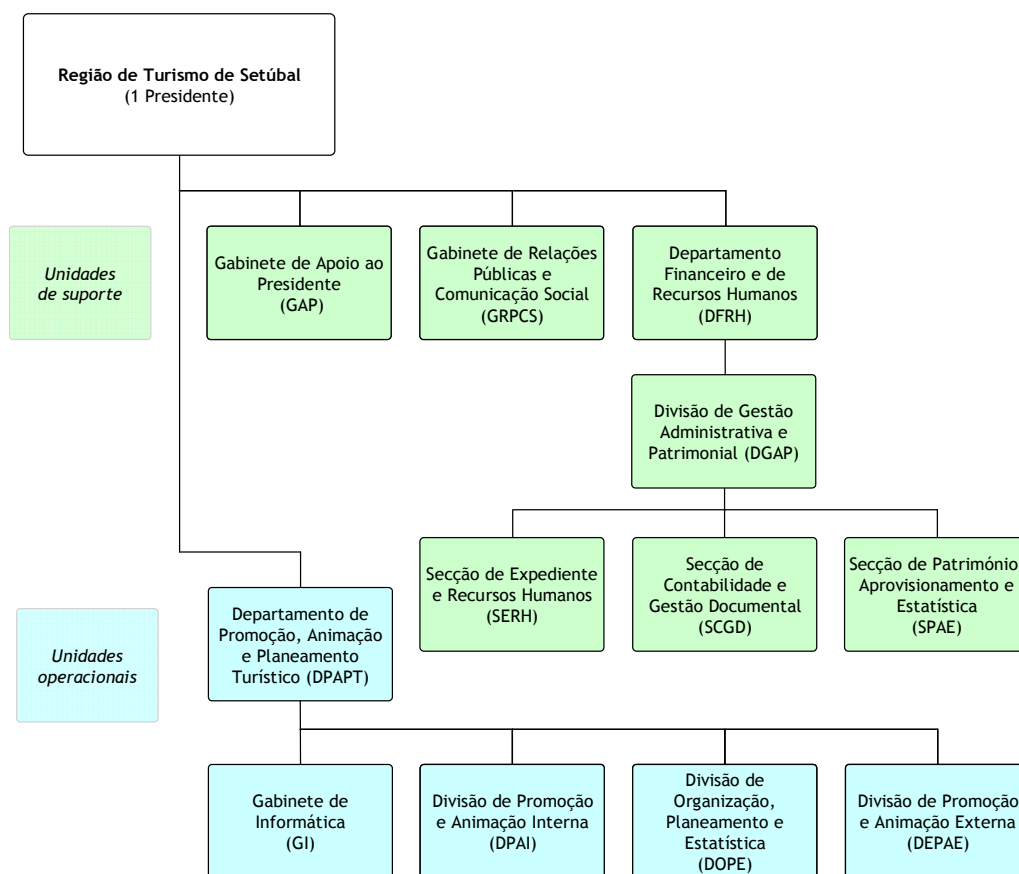 Região de Turismo de Setúbal
(1 Presidente)
Unidades
de suporte
Gabinete de Apoio ao
Presidente
(GAP)
Gabinete de Relações
Públicas e
Comunicação Social
(GRPCS)
Departamento
Financeiro e de
Recursos Humanos
(DFRH)
Divisão de Gestão
Administrativa e
Patrimonial (DGAP)
Secção de Expediente
e Recursos Humanos
(SERH)
Secção de
Contabilidade e
Gestão Documental
(SCGD)
Secção de Património
Aprovisionamento e
Estatística
(SPAE)
Unidades
operacionais
Departamento de
Promoção, Animação
e Planeamento
Turístico (DPAPT)
Gabinete de
Informática
(GI)
Divisão de Promoção
e Animação Interna
(DPAI)
Divisão de
Organização,
Planeamento e
Estatística
(DOPE)
Divisão de Promoção
e Animação Externa
(DEPAE)